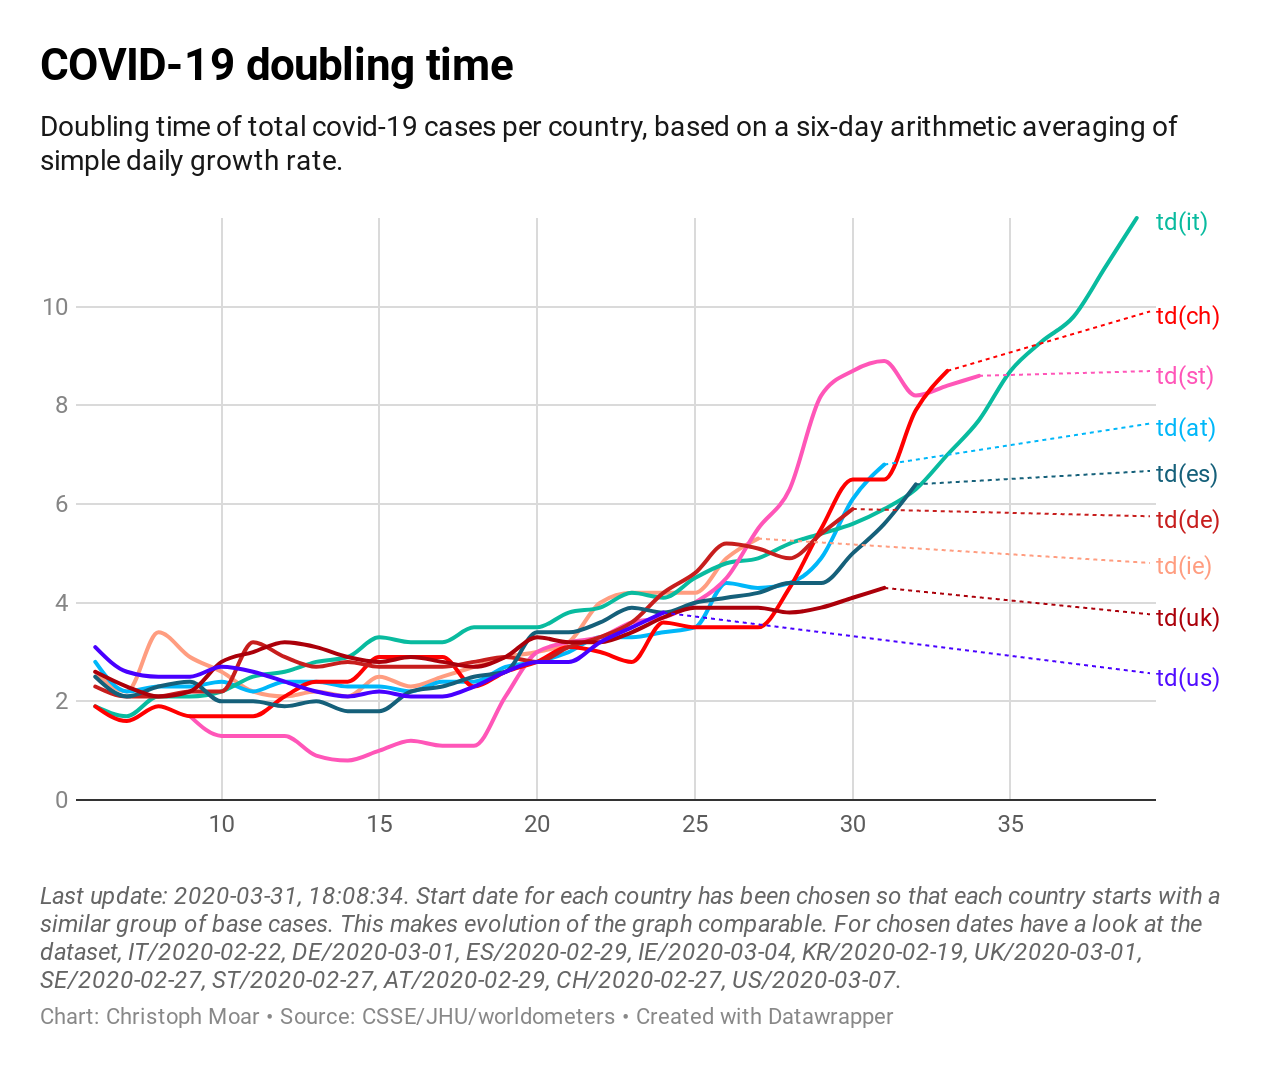 COVID-19 doubling time
Doubling time of total covid-19 cases per country, based on a six-day arithmetic averaging of
simple daily growth rate.
td(it)
10
td(ch)
td(st)
8
td(at)
td(es)
6
td(de)
td(ie)
4
td(uk)
td(us)
2
0
10 15 20 25 30 35
Last update: 2020-03-31, 18:08:34. Start date for each country has been chosen so that each country starts with a
similar group of base cases. This makes evolution of the graph comparable. For chosen dates have a look at the
dataset, IT/2020-02-22, DE/2020-03-01, ES/2020-02-29, IE/2020-03-04, KR/2020-02-19, UK/2020-03-01,
SE/2020-02-27, ST/2020-02-27, AT/2020-02-29, CH/2020-02-27, US/2020-03-07.
Chart: Christoph Moar • Source: CSSE/JHU/worldometers • Created with Datawrapper